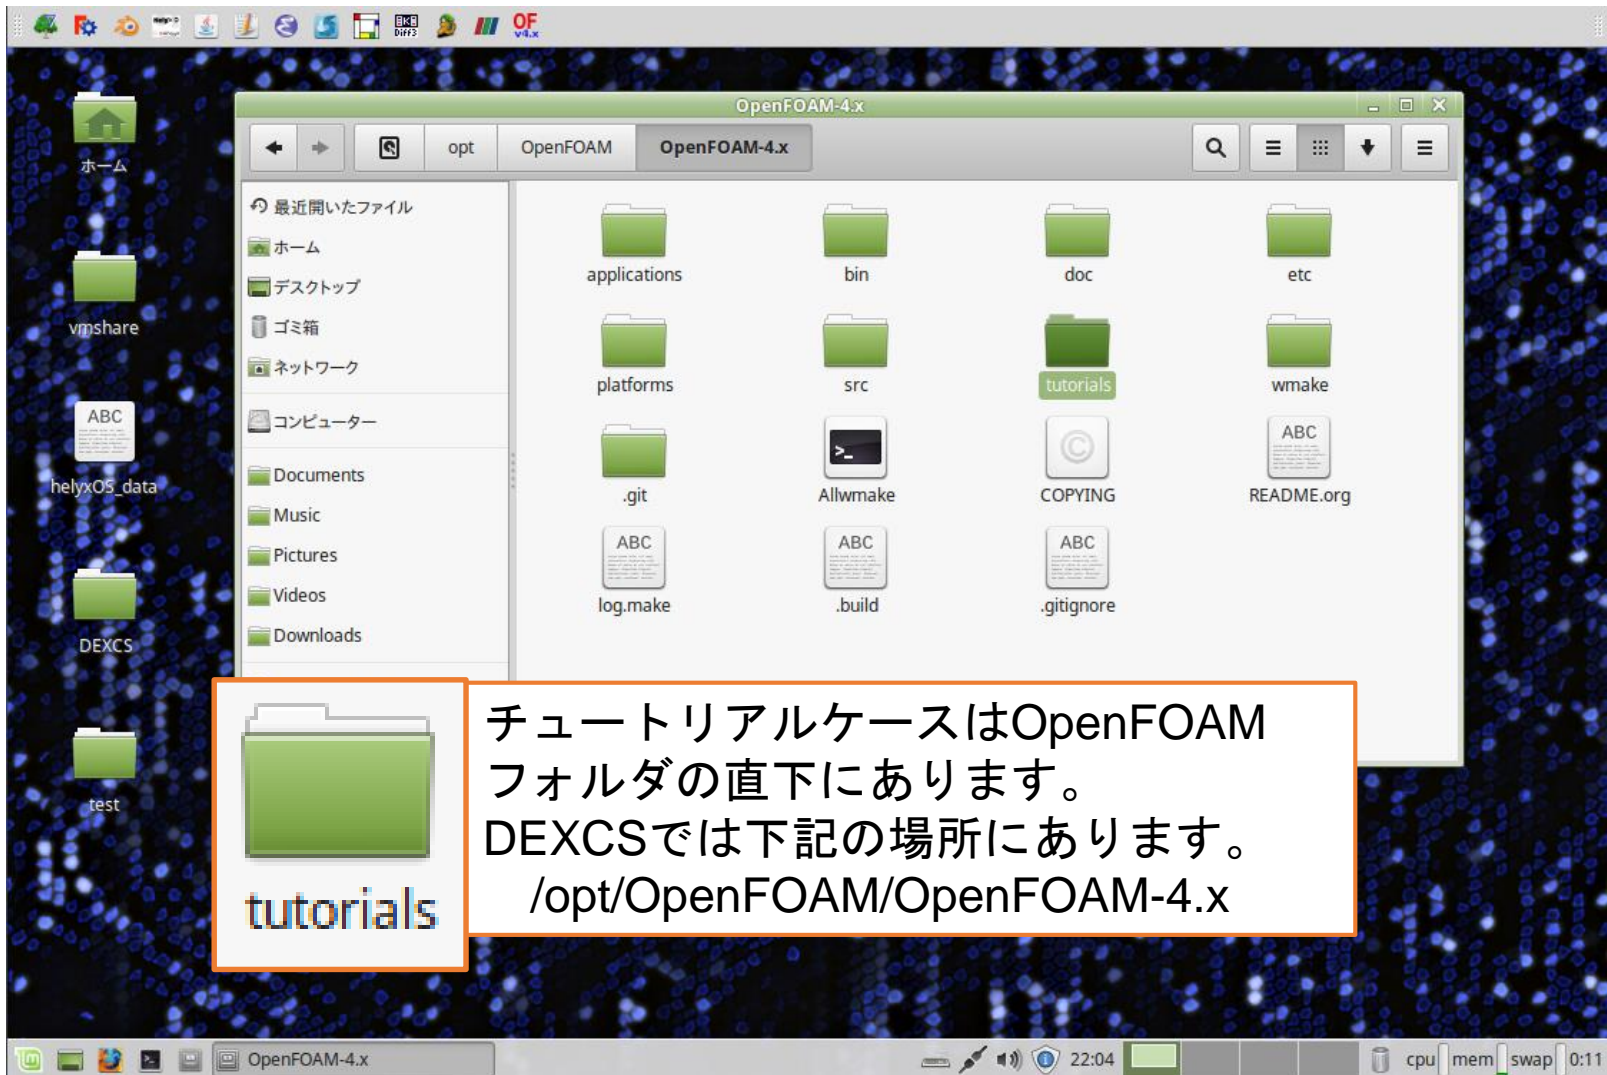 OF
v4.x
Diff3
OpenFOAM-4.x
opt
OpenFOAM
OpenFOAM-4.x
ホーム
vmshare
ABC
helyxOS_data
DEXCS
test
最近開いたファイル
ホーム
デスクトップ
ゴミ箱
ネットワーク
コンピューター
Documents
Music
Pictures
Videos
Downloads
applications
bin
doc
etc
platforms
src
tutorials
wmake
.git
>_
Allwmake
©
COPYING
ABC
README.org
ABC
log.make
ABC
.build
ABC
.gitignore
tutorials
チュートリアルケースはOpenFOAM
フォルダの直下にあります。
DEXCSでは下記の場所にあります。
/opt/OpenFOAM/OpenFOAM-4.x
OpenFOAM-4.x
22:04
cpu
mem
swap
0:11